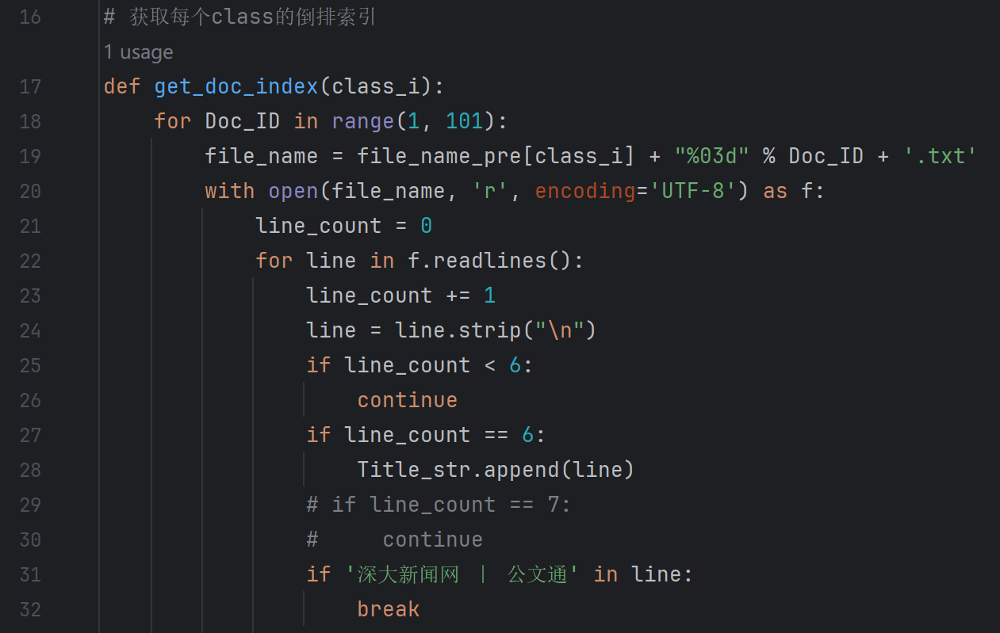 16 # 获取每个class的倒排索引
1 usage
17 def get_doc_index(class_i):
18     for Doc_ID in range(1, 101):
19         file_name = file_name_pre[class_i] + "%03d" % Doc_ID + '.txt'
20         with open(file_name, 'r', encoding='UTF-8') as f:
21             line_count = 0
22             for line in f.readlines():
23                 line_count += 1
24                 line = line.strip("\n")
25                 if line_count < 6:
26                     continue
27                 if line_count == 6:
28                     Title_str.append(line)
29                 # if line_count == 7:
30                 #     continue
31                 if '深大新闻网 | 公文通' in line:
32                     break